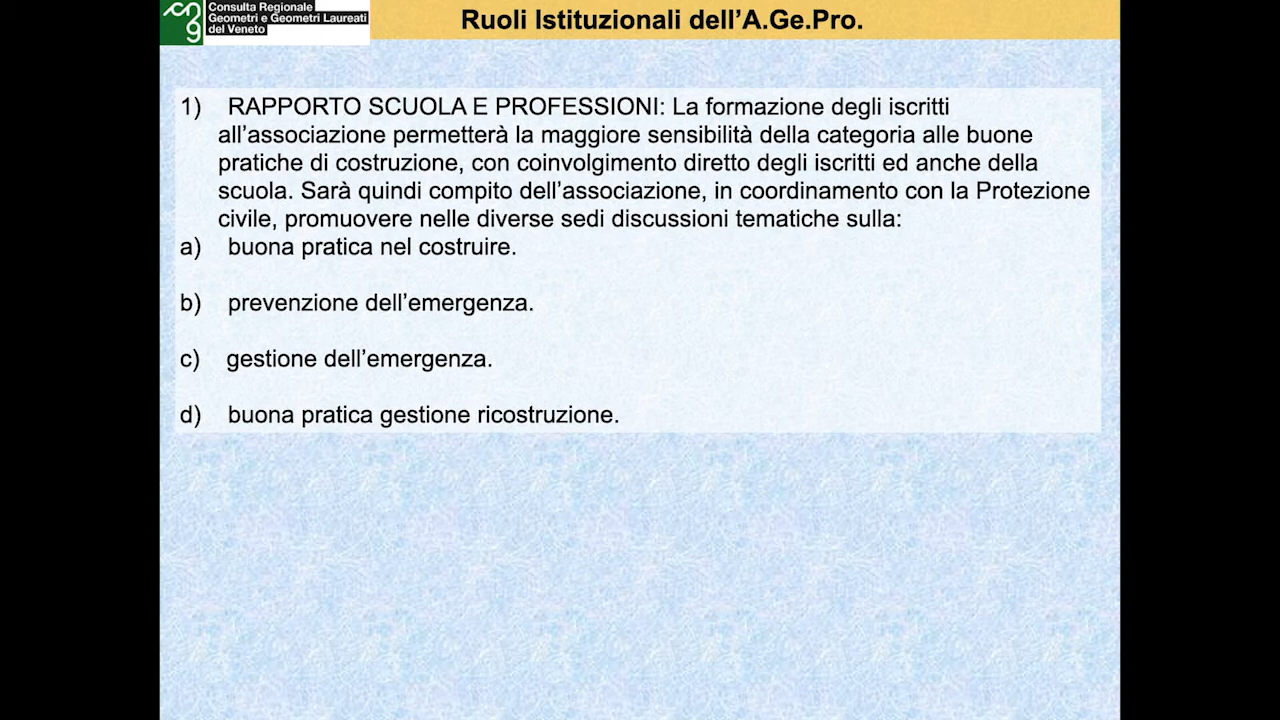 Consulta Regionale
Geometri e Geometri Laureati
del Veneto
Ruoli Istituzionali dell’A.Ge.Pro.
1) RAPPORTO SCUOLA E PROFESSIONI: La formazione degli iscritti
all’associazione permetterà la maggiore sensibilità della categoria alle buone
pratiche di costruzione, con coinvolgimento diretto degli iscritti ed anche della
scuola. Sarà quindi compito dell’associazione, in coordinamento con la Protezione
civile, promuovere nelle diverse sedi discussioni tematiche sulla:
a) buona pratica nel costruire.
b) prevenzione dell’emergenza.
c) gestione dell’emergenza.
d) buona pratica gestione ricostruzione.